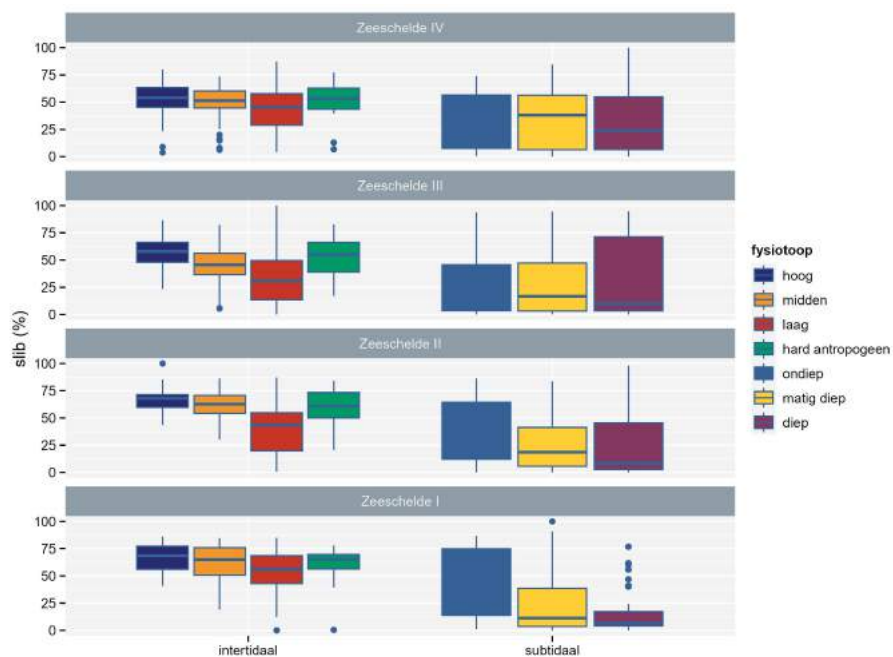 Zeeschelde IV
100
75
50
25
0
Zeeschelde III
100
75
50
25
0
slib (%)
Zeeschelde II
100
75
50
25
0
Zeeschelde I
100
75
50
25
0
intertidaal
subtidaal
fysiotoop
hoog
midden
laag
hard antropogeen
ondiep
matig diep
diep